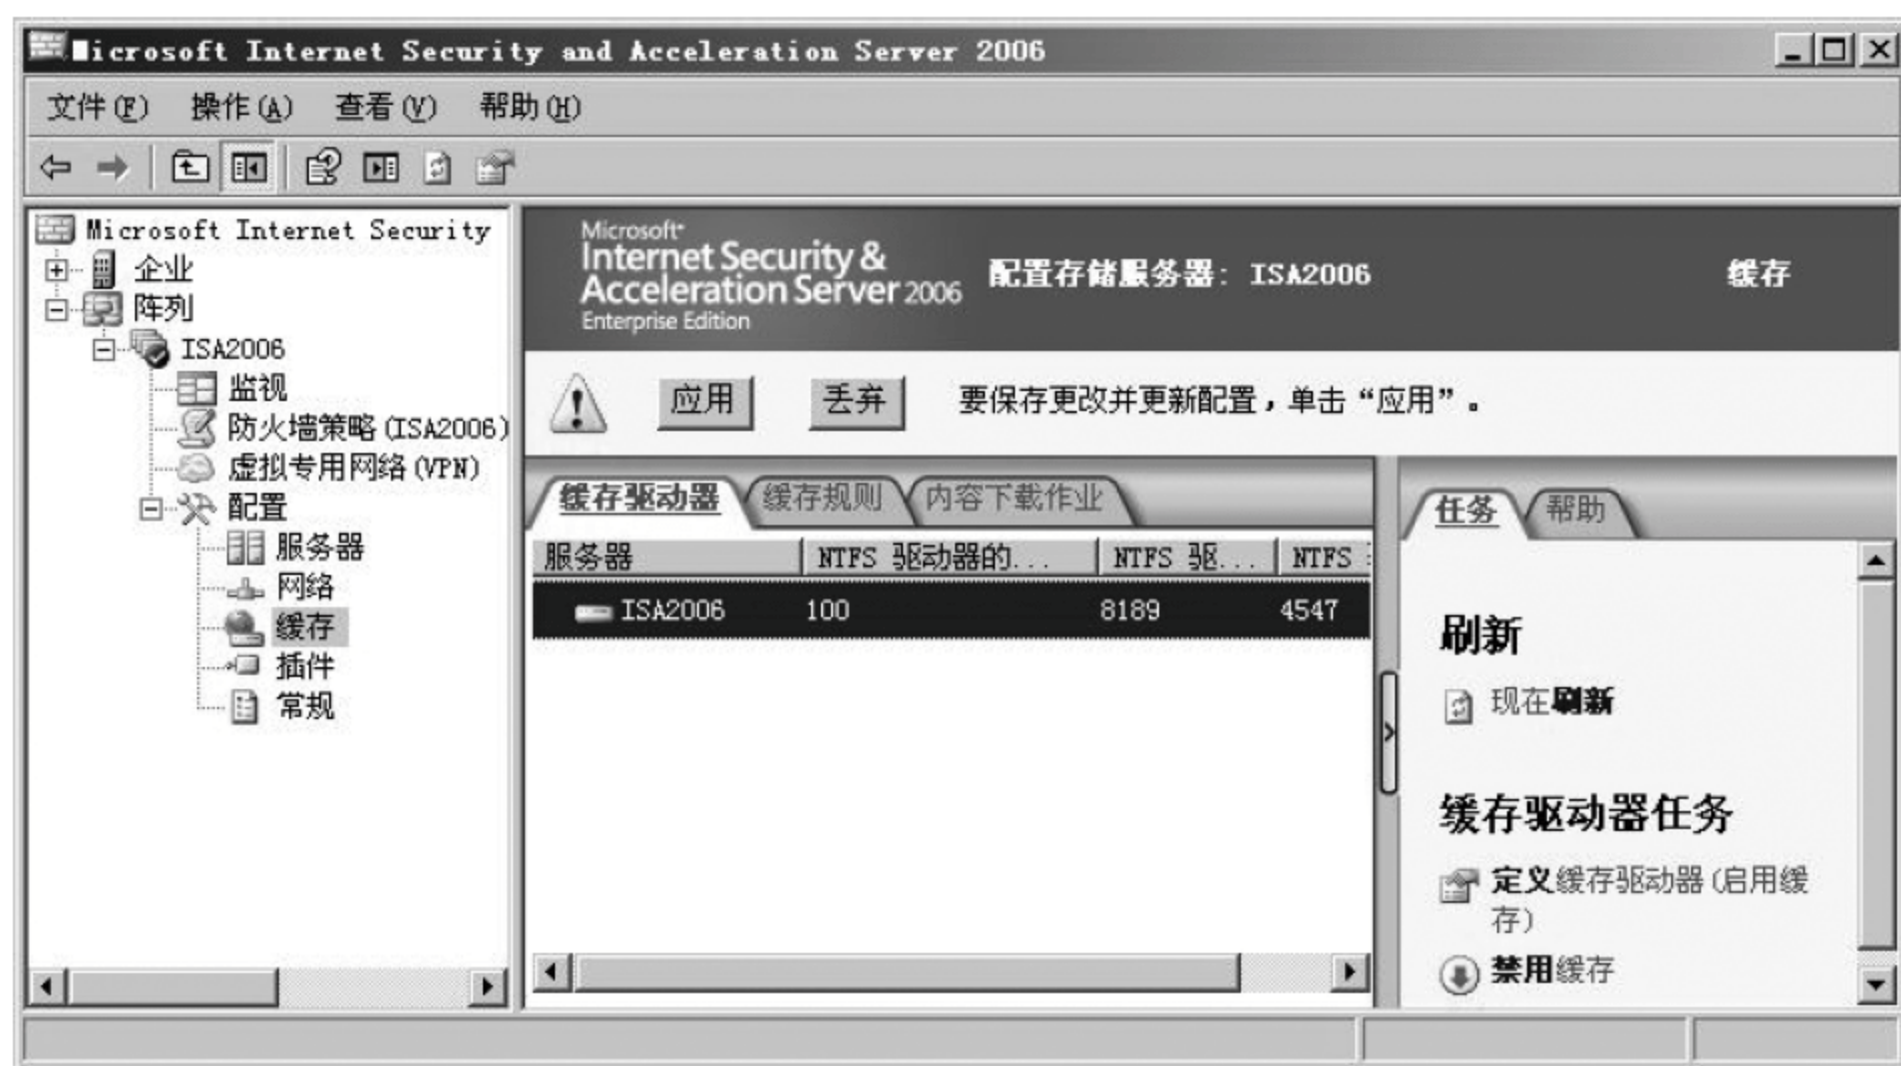 Microsoft Internet Security and Acceleration Server 2006
文件(F) 操作(A) 查看(V) 帮助(H)
Microsoft Internet Security
企业
阵列
ISA2006
监视
防火墙策略(ISA2006)
虚拟专用网络(VPN)
配置
服务器
网络
缓存
插件
常规
Microsoft
Internet Security &
Acceleration Server 2006
Enterprise Edition
配置存储服务器: ISA2006
缓存
应用 丢弃 要保存更改并更新配置，单击“应用”。
缓存驱动器 缓存规则 内容下载作业
服务器 NTFS 驱动器的... NTFS 驱... NTFS
ISA2006 100 8189 4547
任务 帮助
刷新
现在刷新
缓存驱动器任务
定义缓存驱动器(启用缓
存)
禁用缓存